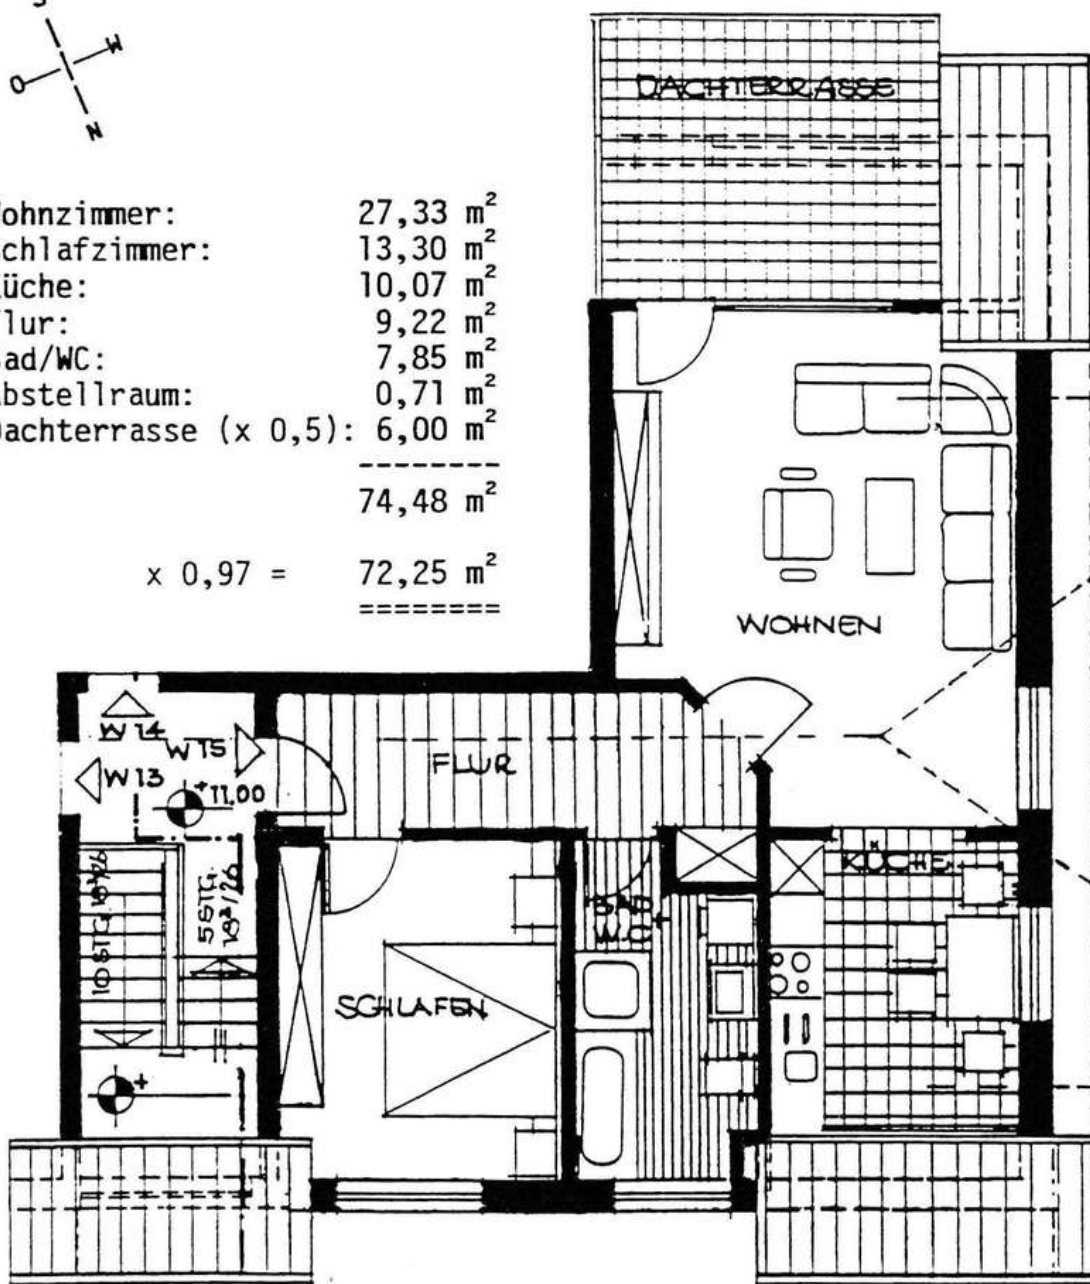 S
W
O
N
DACHTERRASSE
ohnzimmer: 27,33 m²
chlafzimmer: 13,30 m²
üche: 10,07 m²
lur: 9,22 m²
ad/WC: 7,85 m²
bstellraum: 0,71 m²
achterrasse (x 0,5): 6,00 m²
--------
74,48 m²
x 0,97 = 72,25 m²
========
WOHNEN
W 14
W 15
W 13
FLUR
+11.00
KÜCHE
10 STG.
5 STG.
BAD
W.C.
SCHLAFEN
+